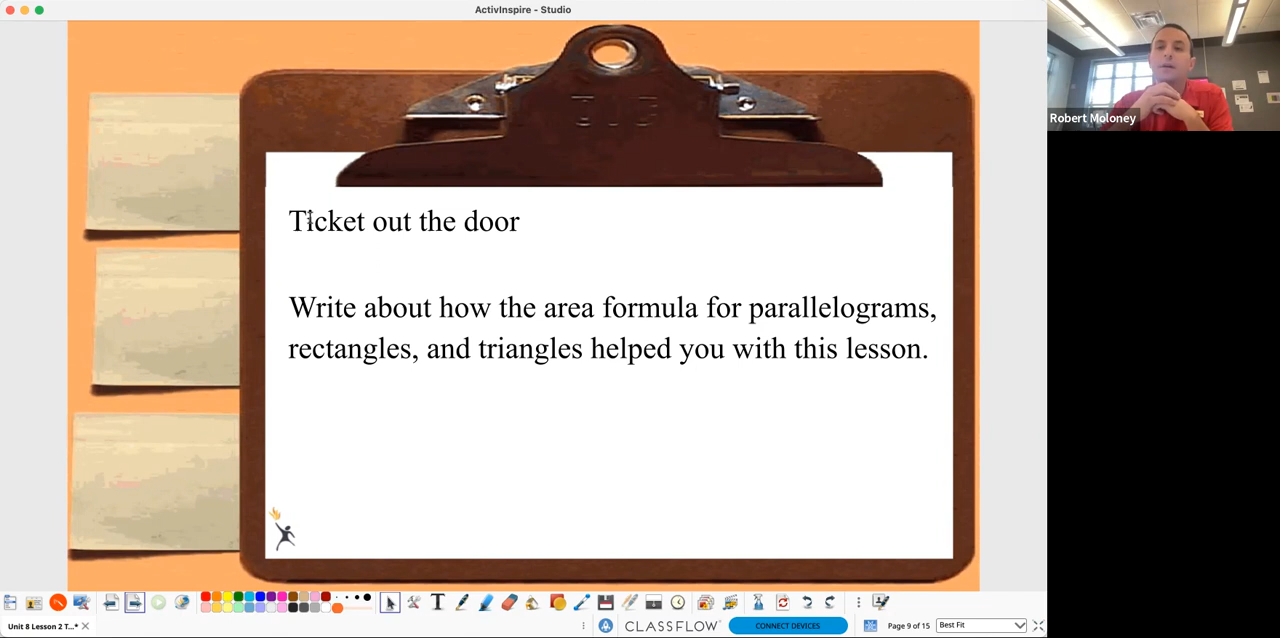 ActivInspire - Studio
Robert Moloney
Ticket out the door
Write about how the area formula for parallelograms,
rectangles, and triangles helped you with this lesson.
T
CLASSFLOW
CONNECT DEVICES
Unit 8 Lesson 2 T...*
Page 9 of 15
Best Fit